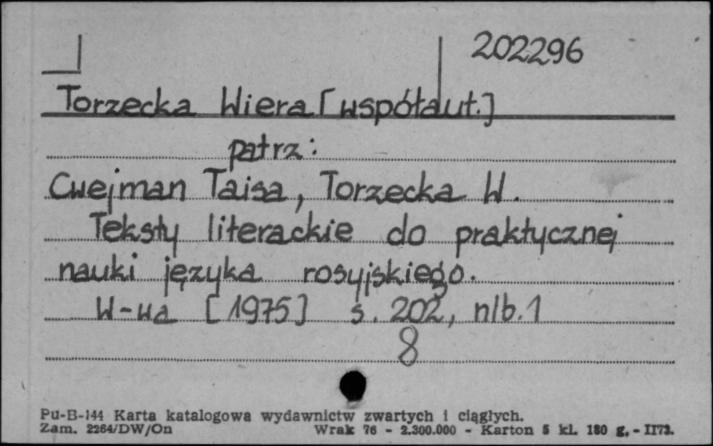 202296
Torzecka Wiera [współaut.]
patrz:
Cwejman Taisa, Torzecka W.
Teksty literackie do praktycznej
nauki języka rosyjskiego.
W-wa [1975] s. 202, nlb. 1
8
Pu-B-144 Karta katalogowa wydawnictw zwartych i ciągłych.
Zam. 2264/DW/On Wrak 76 - 2.300.000 - Karton 5 kl. 180 g. - II73.